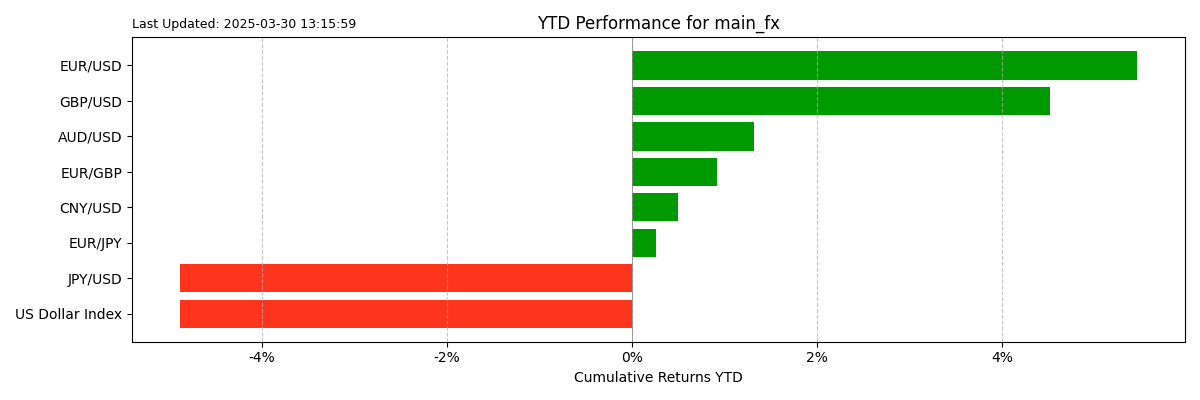 Last Updated: 2025-03-30 13:15:59
YTD Performance for main_fx
EUR/USD
GBP/USD
AUD/USD
EUR/GBP
CNY/USD
EUR/JPY
JPY/USD
US Dollar Index
-4%
-2%
0%
2%
4%
Cumulative Returns YTD